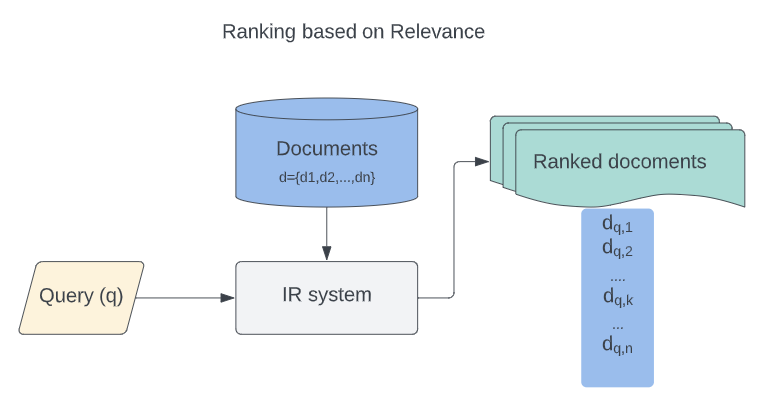 Ranking based on Relevance
Documents
d={d1,d2,...,dn}
Ranked docoments
Query (q)
IR system
dq,1
dq,2
....
dq,k
...
dq,n